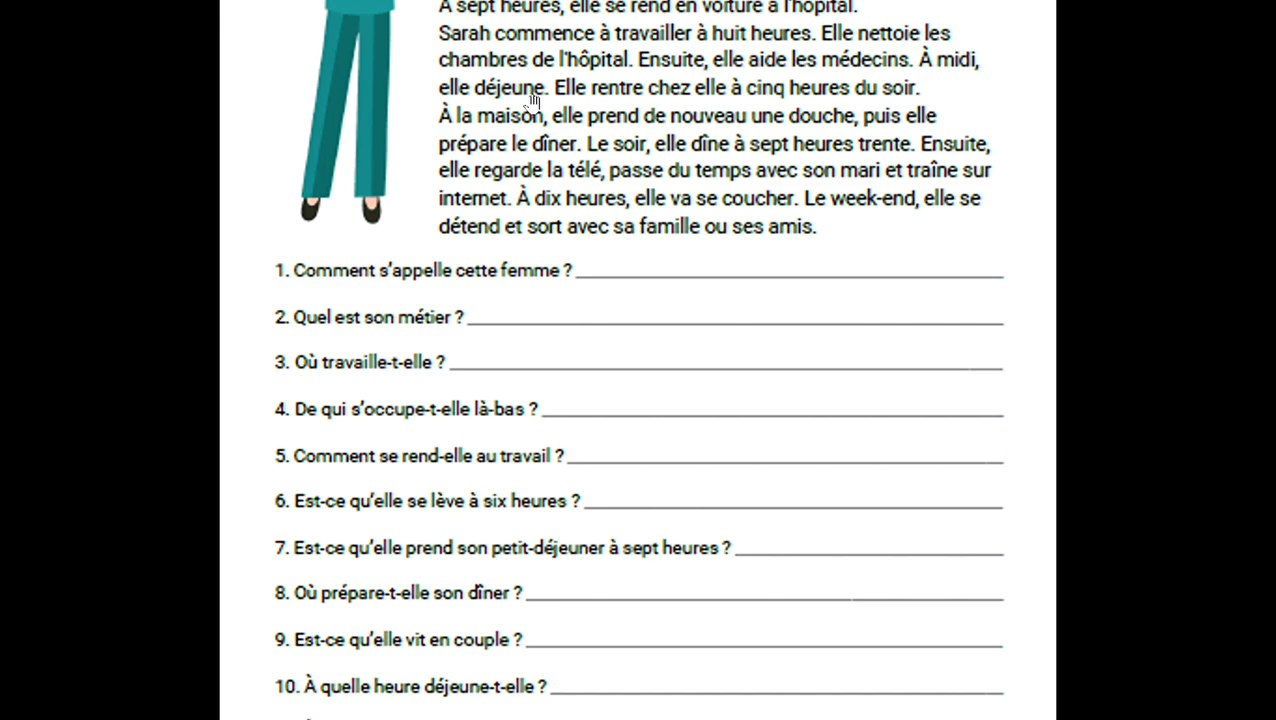 À sept heures, elle se rend en voiture à l'hôpital.
Sarah commence à travailler à huit heures. Elle nettoie les
chambres de l'hôpital. Ensuite, elle aide les médecins. À midi,
elle déjeune. Elle rentre chez elle à cinq heures du soir.
À la maison, elle prend de nouveau une douche, puis elle
prépare le dîner. Le soir, elle dîne à sept heures trente. Ensuite,
elle regarde la télé, passe du temps avec son mari et traîne sur
internet. À dix heures, elle va se coucher. Le week-end, elle se
détend et sort avec sa famille ou ses amis.
1. Comment s'appelle cette femme ?
2. Quel est son métier ?
3. Où travaille-t-elle ?
4. De qui s'occupe-t-elle là-bas ?
5. Comment se rend-elle au travail ?
6. Est-ce qu'elle se lève à six heures ?
7. Est-ce qu'elle prend son petit-déjeuner à sept heures ?
8. Où prépare-t-elle son dîner ?
9. Est-ce qu'elle vit en couple ?
10. À quelle heure déjeune-t-elle ?